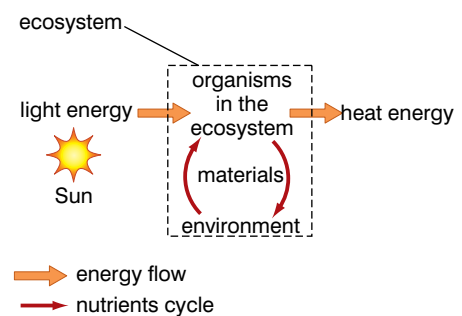 ecosystem
organisms
in the
ecosystem
light energy
heat energy
materials
Sun
environment
energy flow
nutrients cycle